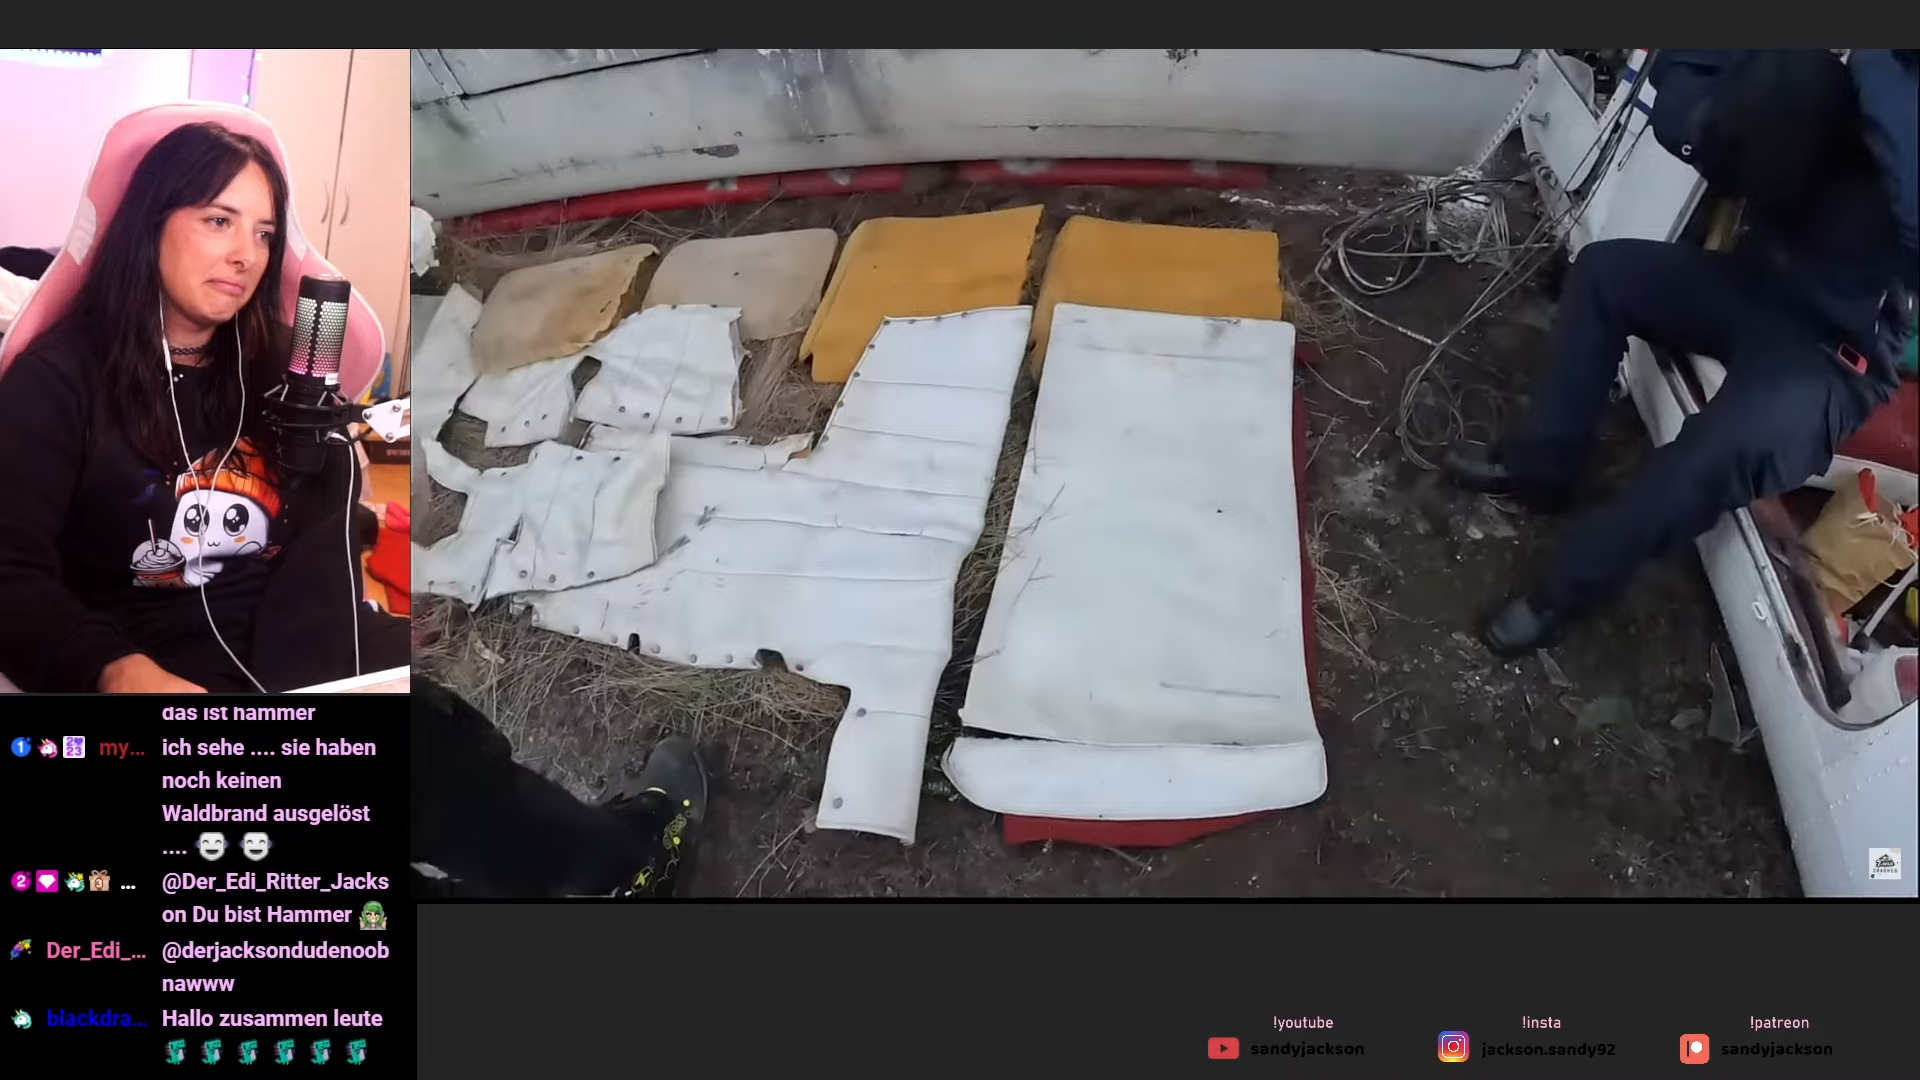 das ist hammer
my... ich sehe .... sie haben
noch keinen
Waldbrand ausgelöst
....
... @Der_Edi_Ritter_Jacks
on Du bist Hammer
Der_Edi_... @derjacksondudenoob
nawww
blackdra... Hallo zusammen leute
!youtube
sandyjackson
!insta
jackson.sandy92
!patreon
sandyjackson